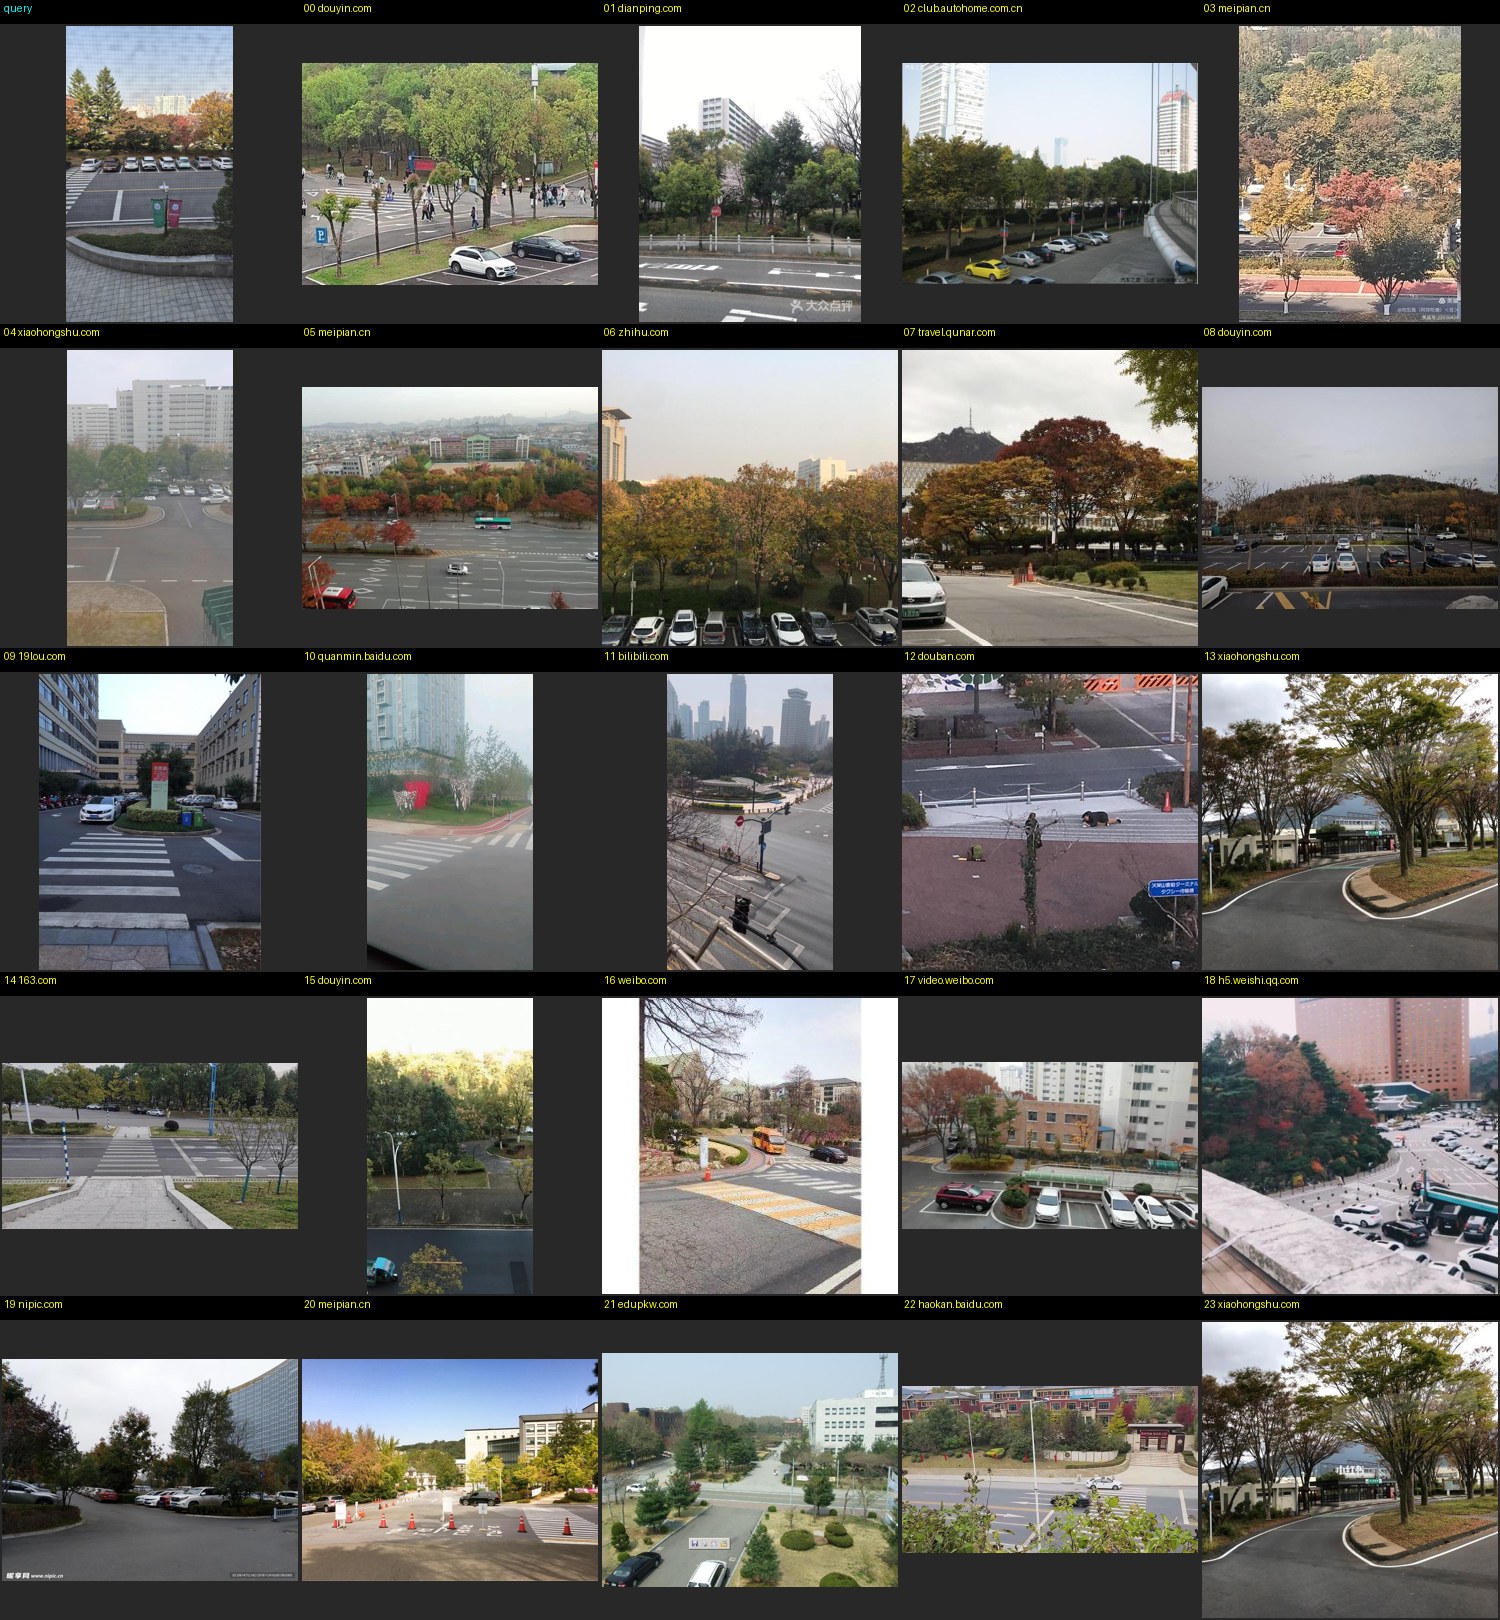 query
00 douyin.com
01 dianping.com
02 club.autohome.com.cn
03 meipian.cn
大众点评
04 xiaohongshu.com
05 meipian.cn
06 zhihu.com
07 travel.qunar.com
08 douyin.com
09 19lou.com
10 quanmin.baidu.com
11 bilibili.com
12 douban.com
13 xiaohongshu.com
14 163.com
15 douyin.com
16 weibo.com
17 video.weibo.com
18 h5.weishi.qq.com
19 nipic.com
20 meipian.cn
21 edupkw.com
22 haokan.baidu.com
23 xiaohongshu.com
www.nipic.cn